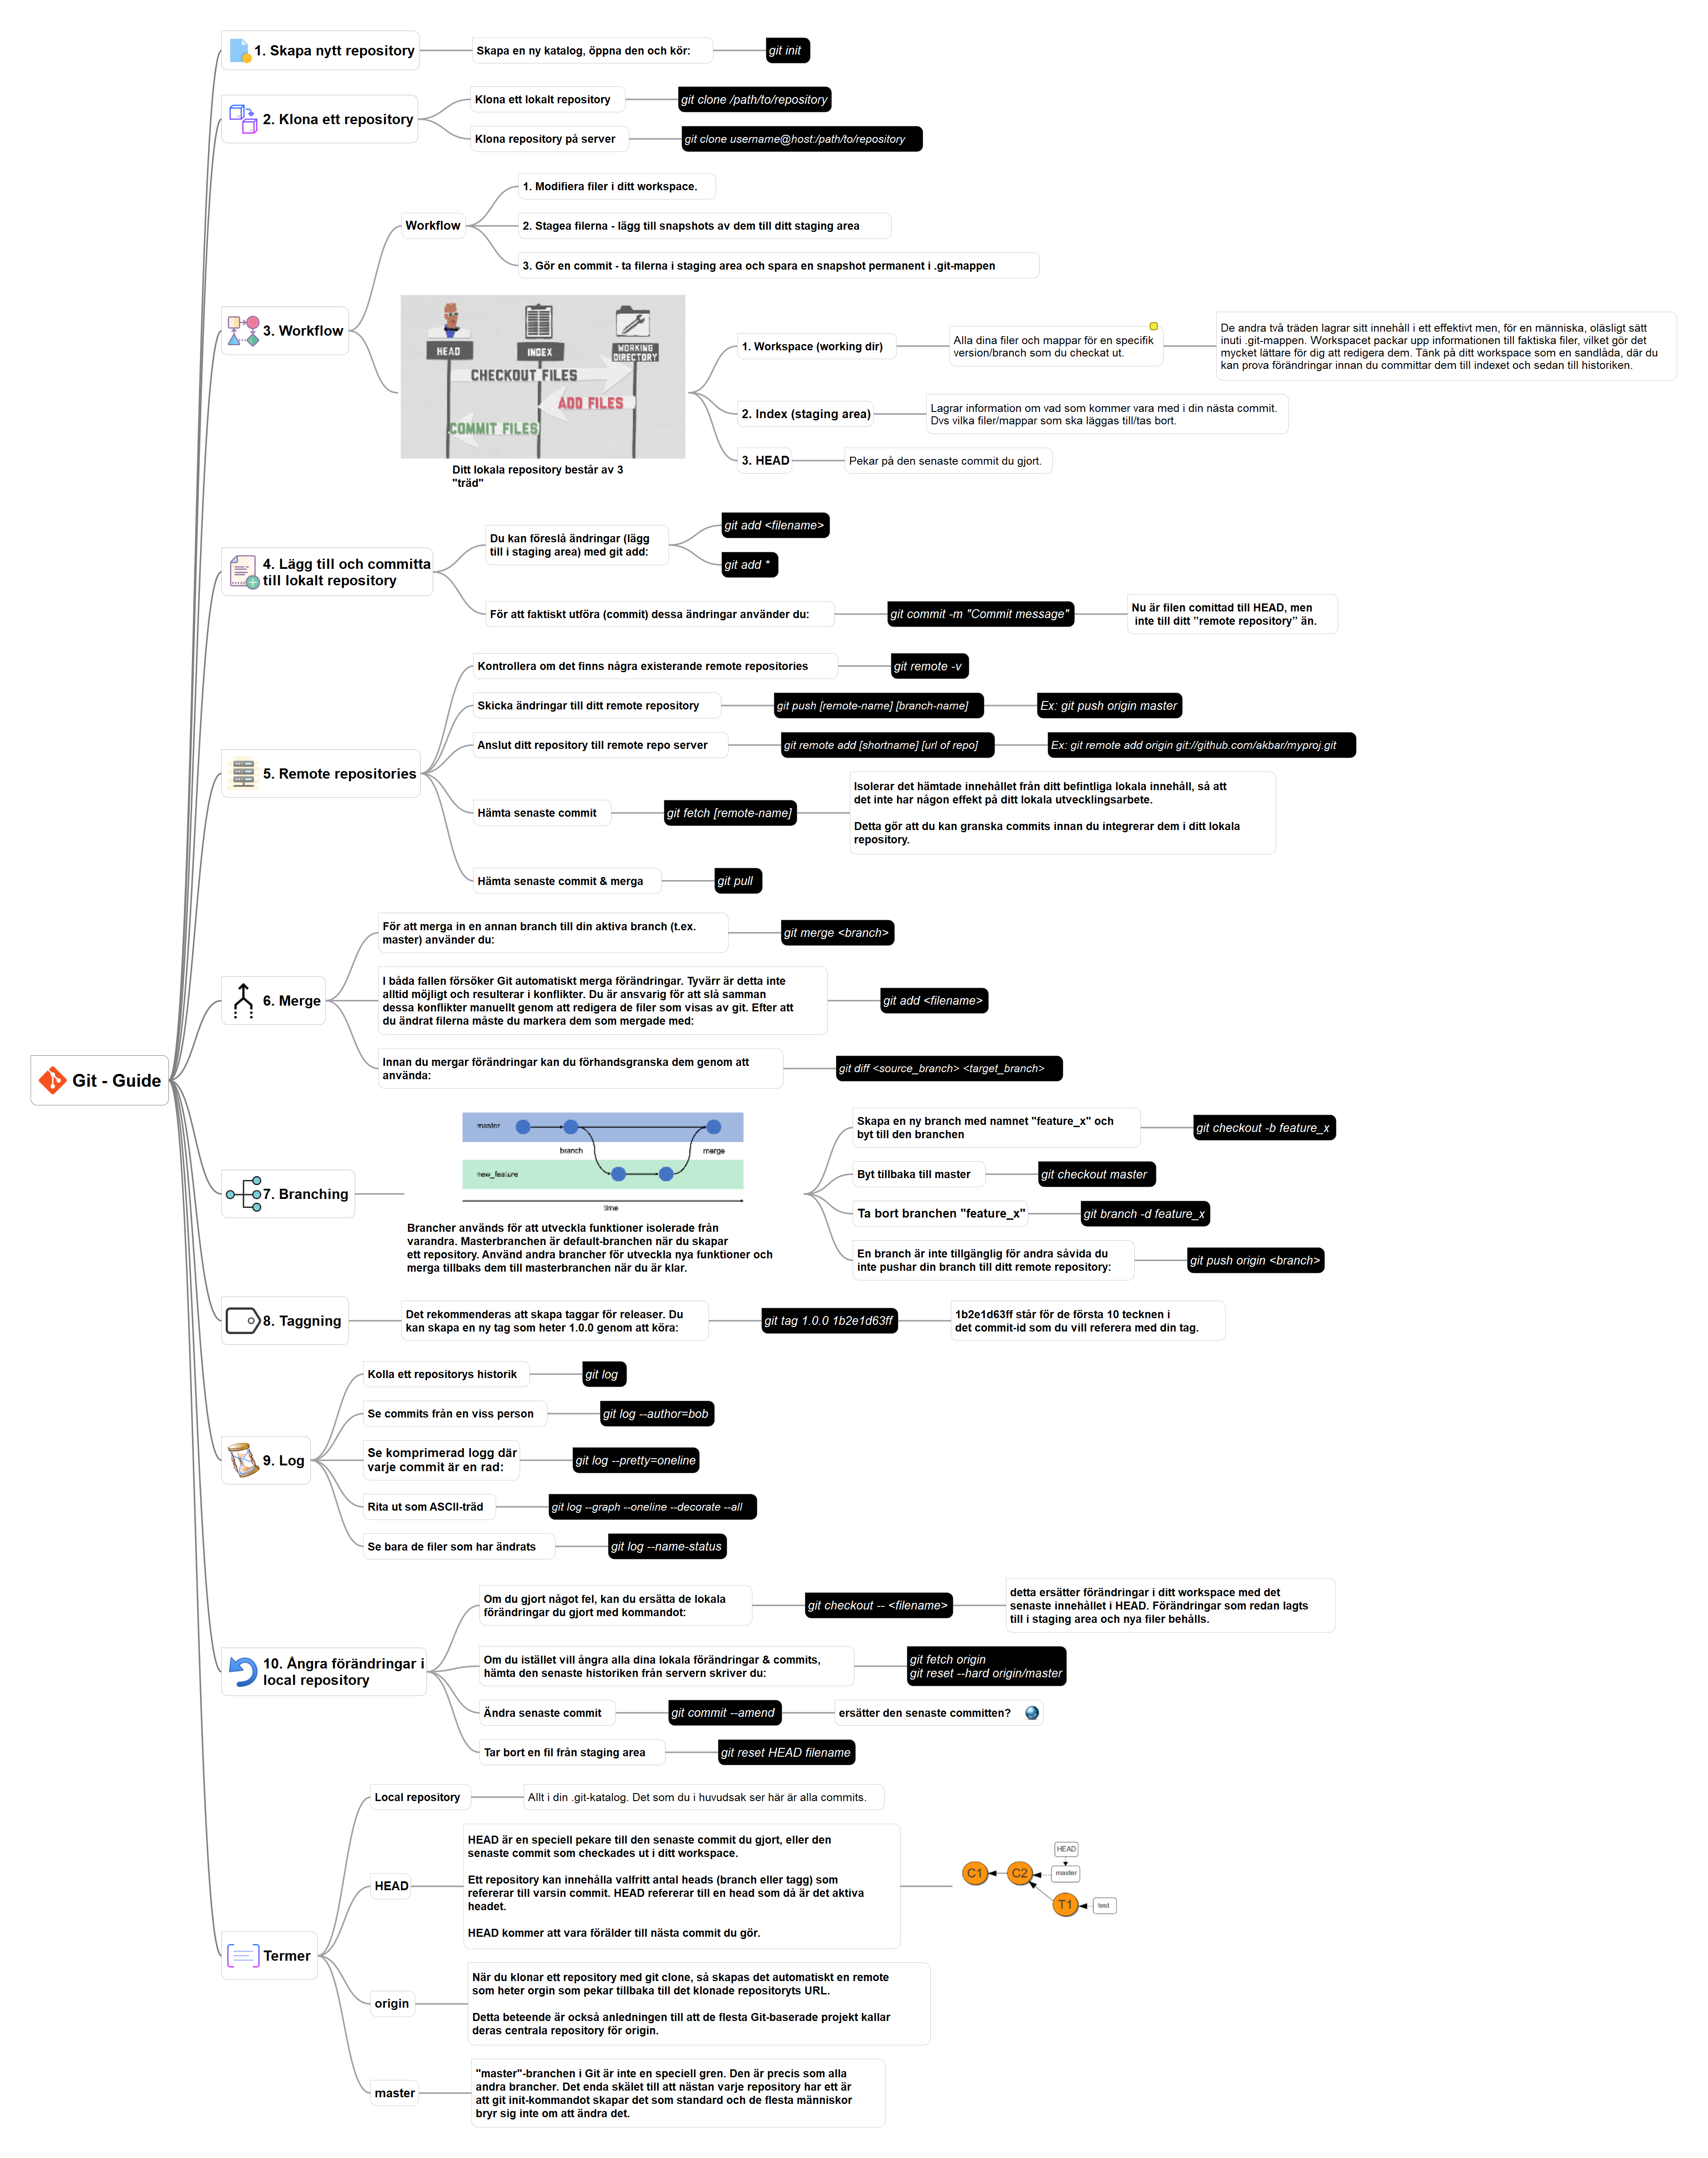 Git - Guide
1. Skapa nytt repository
Skapa en ny katalog, öppna den och kör:
git init
2. Klona ett repository
Klona ett lokalt repository
git clone /path/to/repository
Klona repository på server
git clone username@host:/path/to/repository
3. Workflow
Workflow
1. Modifiera filer i ditt workspace.
2. Stagea filerna - lägg till snapshots av dem till ditt staging area
3. Gör en commit - ta filerna i staging area och spara en snapshot permanent i .git-mappen
HEAD
INDEX
WORKING
DIRECTORY
CHECKOUT FILES
ADD FILES
COMMIT FILES
Ditt lokala repository består av 3
"träd"
1. Workspace (working dir)
Alla dina filer och mappar för en specifik
version/branch som du checkat ut.
De andra två träden lagrar sitt innehåll i ett effektivt men, för en människa, oläsligt sätt
inuti .git-mappen. Workspacet packar upp informationen till faktiska filer, vilket gör det
mycket lättare för dig att redigera dem. Tänk på ditt workspace som en sandlåda, där du
kan prova förändringar innan du committar dem till indexet och sedan till historiken.
2. Index (staging area)
Lagrar information om vad som kommer vara med i din nästa commit.
Dvs vilka filer/mappar som ska läggas till/tas bort.
3. HEAD
Pekar på den senaste commit du gjort.
4. Lägg till och committa
till lokalt repository
Du kan föreslå ändringar (lägg
till i staging area) med git add:
git add <filename>
git add *
För att faktiskt utföra (commit) dessa ändringar använder du:
git commit -m "Commit message"
Nu är filen comittad till HEAD, men
inte till ditt ”remote repository” än.
5. Remote repositories
Kontrollera om det finns några existerande remote repositories
git remote -v
Skicka ändringar till ditt remote repository
git push [remote-name] [branch-name]
Ex: git push origin master
Anslut ditt repository till remote repo server
git remote add [shortname] [url of repo]
Ex: git remote add origin git://github.com/akbar/myproj.git
Hämta senaste commit
git fetch [remote-name]
Isolerar det hämtade innehållet från ditt befintliga lokala innehåll, så att
det inte har någon effekt på ditt lokala utvecklingsarbete.
Detta gör att du kan granska commits innan du integrerar dem i ditt lokala
repository.
Hämta senaste commit & merga
git pull
6. Merge
För att merga in en annan branch till din aktiva branch (t.ex.
master) använder du:
git merge <branch>
I båda fallen försöker Git automatiskt merga förändringar. Tyvärr är detta inte
alltid möjligt och resulterar i konflikter. Du är ansvarig för att slå samman
dessa konflikter manuellt genom att redigera de filer som visas av git. Efter att
du ändrat filerna måste du markera dem som mergade med:
git add <filename>
Innan du mergar förändringar kan du förhandsgranska dem genom att
använda:
git diff <source_branch> <target_branch>
7. Branching
master
branch
merge
new_feature
time
Brancher används för att utveckla funktioner isolerade från
varandra. Masterbranchen är default-branchen när du skapar
ett repository. Använd andra brancher för utveckla nya funktioner och
merga tillbaks dem till masterbranchen när du är klar.
Skapa en ny branch med namnet "feature_x" och
byt till den branchen
git checkout -b feature_x
Byt tillbaka till master
git checkout master
Ta bort branchen "feature_x"
git branch -d feature_x
En branch är inte tillgänglig för andra såvida du
inte pushar din branch till ditt remote repository:
git push origin <branch>
8. Taggning
Det rekommenderas att skapa taggar för releaser. Du
kan skapa en ny tag som heter 1.0.0 genom att köra:
git tag 1.0.0 1b2e1d63ff
1b2e1d63ff står för de första 10 tecknen i
det commit-id som du vill referera med din tag.
9. Log
Kolla ett repositorys historik
git log
Se commits från en viss person
git log --author=bob
Se komprimerad logg där
varje commit är en rad:
git log --pretty=oneline
Rita ut som ASCII-träd
git log --graph --oneline --decorate --all
Se bara de filer som har ändrats
git log --name-status
10. Ångra förändringar i
local repository
Om du gjort något fel, kan du ersätta de lokala
förändringar du gjort med kommandot:
git checkout -- <filename>
detta ersätter förändringar i ditt workspace med det
senaste innehållet i HEAD. Förändringar som redan lagts
till i staging area och nya filer behålls.
Om du istället vill ångra alla dina lokala förändringar & commits,
hämta den senaste historiken från servern skriver du:
git fetch origin
git reset --hard origin/master
Ändra senaste commit
git commit --amend
ersätter den senaste committen?
Tar bort en fil från staging area
git reset HEAD filename
Termer
Local repository
Allt i din .git-katalog. Det som du i huvudsak ser här är alla commits.
HEAD
HEAD är en speciell pekare till den senaste commit du gjort, eller den
senaste commit som checkades ut i ditt workspace.
Ett repository kan innehålla valfritt antal heads (branch eller tagg) som
refererar till varsin commit. HEAD refererar till en head som då är det aktiva
headet.
HEAD kommer att vara förälder till nästa commit du gör.
HEAD
C1
C2
master
T1
test
origin
När du klonar ett repository med git clone, så skapas det automatiskt en remote
som heter orgin som pekar tillbaka till det klonade repositoryts URL.
Detta beteende är också anledningen till att de flesta Git-baserade projekt kallar
deras centrala repository för origin.
master
"master"-branchen i Git är inte en speciell gren. Den är precis som alla
andra brancher. Det enda skälet till att nästan varje repository har ett är
att git init-kommandot skapar det som standard och de flesta människor
bryr sig inte om att ändra det.